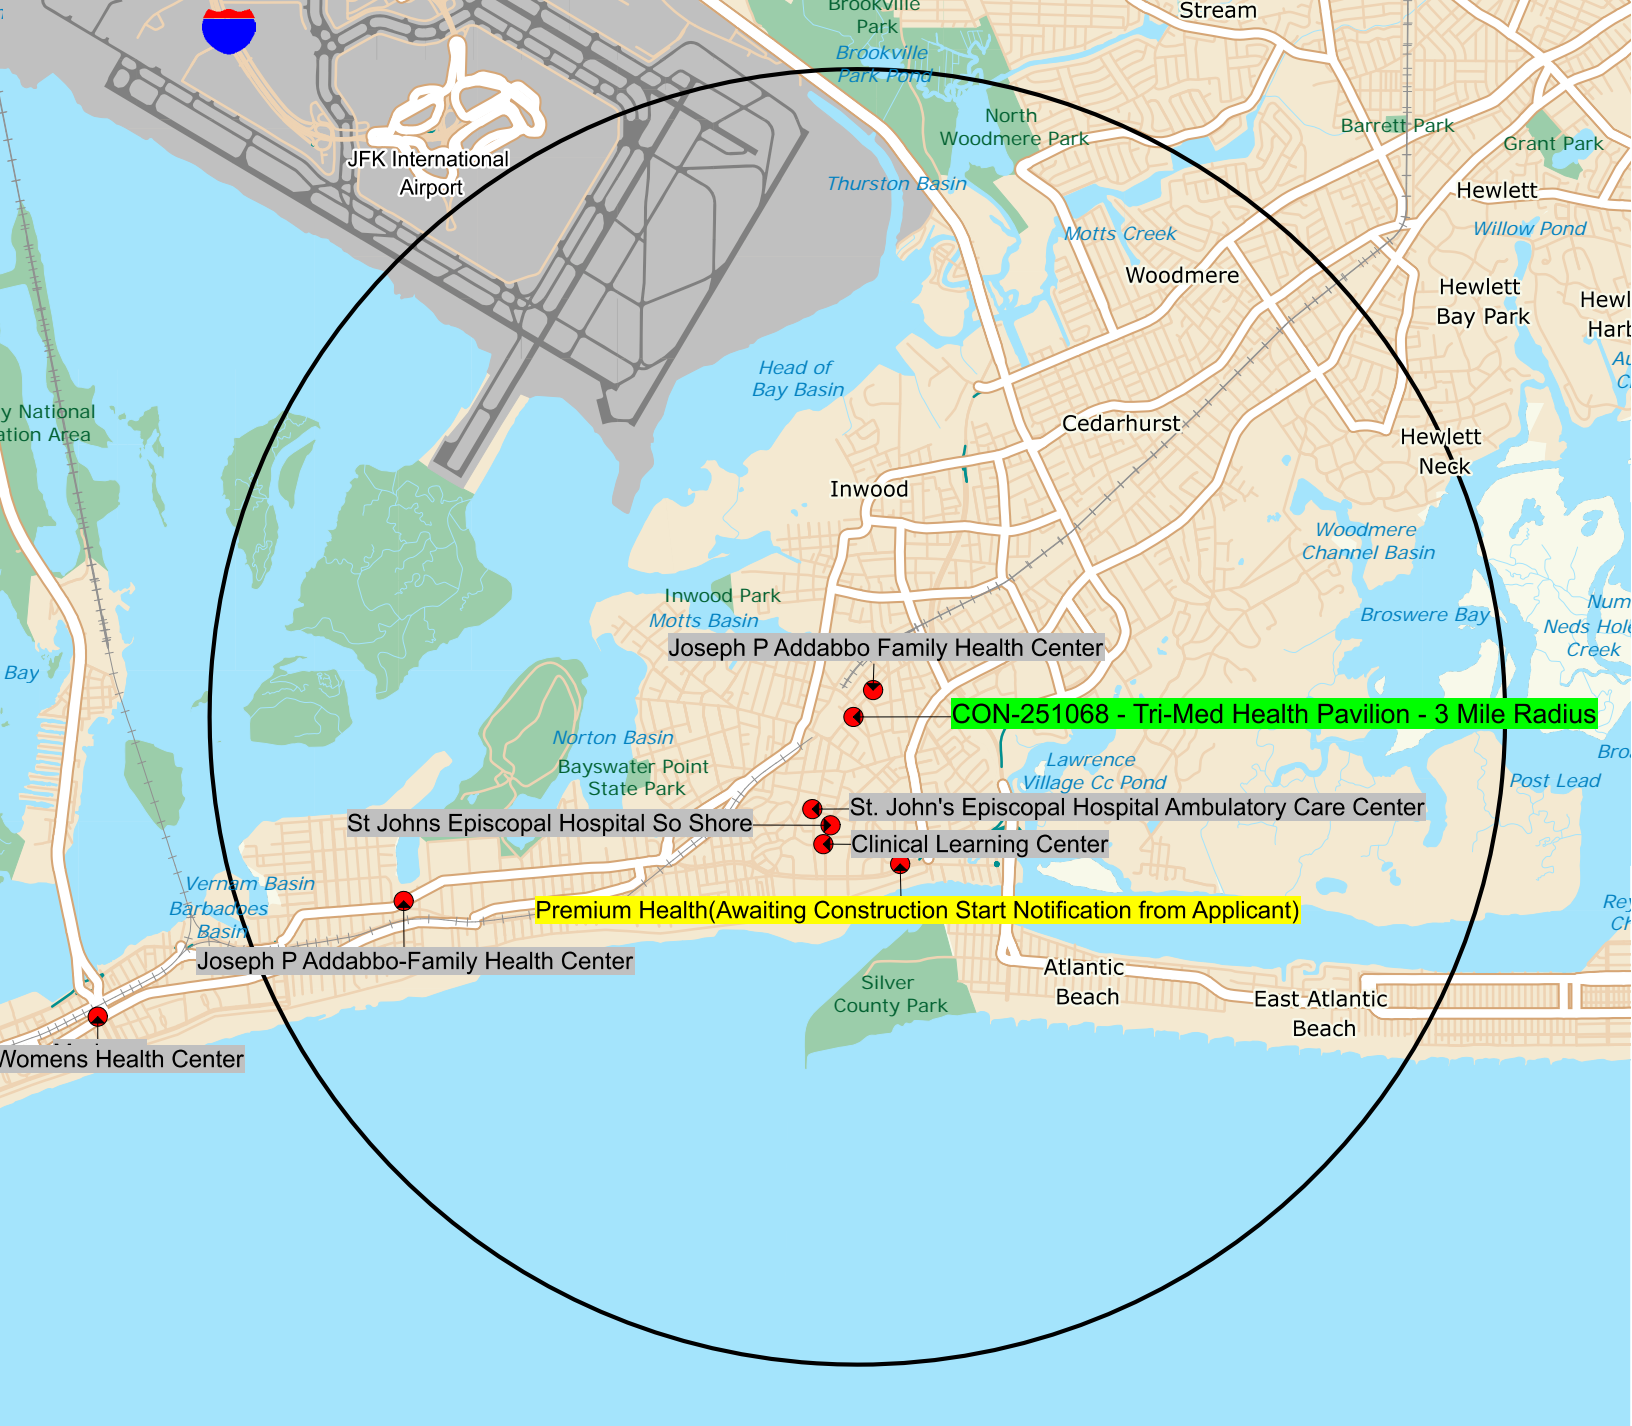 Brookville
Park
Stream
Brookville
Park Pond
North
Woodmere Park
Barrett Park
Grant Park
JFK International
Airport
Thurston Basin
Hewlett
Motts Creek
Willow Pond
Woodmere
Hewlett
Bay Park
Head of
Bay Basin
Cedarhurst
Hewlett
Neck
Inwood
Woodmere
Channel Basin
Inwood Park
Motts Basin
Broswere Bay
Neds Hole
Creek
Bay
Joseph P Addabbo Family Health Center
CON-251068 - Tri-Med Health Pavilion - 3 Mile Radius
Norton Basin
Bayswater Point
State Park
Lawrence
Village Cc Pond
Post Lead
St. John's Episcopal Hospital Ambulatory Care Center
St Johns Episcopal Hospital So Shore
Clinical Learning Center
Vernam Basin
Barbadoes
Basin
Premium Health(Awaiting Construction Start Notification from Applicant)
Joseph P Addabbo-Family Health Center
Silver
County Park
Atlantic
Beach
East Atlantic
Beach
Womens Health Center